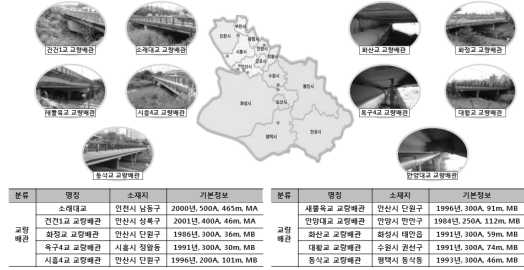 건건1교 교량배관
소래대교 교량배관
화산교 교량배관
화정교 교량배관
새뿔육교 교량배관
시흥4교 교량배관
옥구4교 교량배관
대황교 교량배관
동삭교 교량배관
안양대교 교량배관
인천시
부천시
시흥시
안산시
수원시
화성시
오산시
용인시
평택시
안성시
분류 명칭 소재지 기본정보
교량
배관
소래대교 인천시 남동구 2000년, 500A, 465m, MA
건건1교 교량배관 안산시 상록구 2001년, 400A, 46m, MA
화정교 교량배관 안산시 단원구 1986년, 300A, 36m, MB
옥구4교 교량배관 시흥시 정왕동 1991년, 300A, 30m, MB
시흥4교 교량배관 안산시 단원구 1996년, 200A, 101m, MB
분류 명칭 소재지 기본정보
교량
배관
새뿔육교 교량배관 안산시 단원구 1996년, 300A, 91m, MB
안양대교 교량배관 안양시 만안구 1984년, 250A, 112m, MB
화산교 교량배관 화성시 태안읍 1991년, 300A, 59m, MB
대황교 교량배관 수원시 권선구 1991년, 300A, 74m, MB
동삭교 교량배관 평택시 동삭동 1993년, 300A, 46m, MB